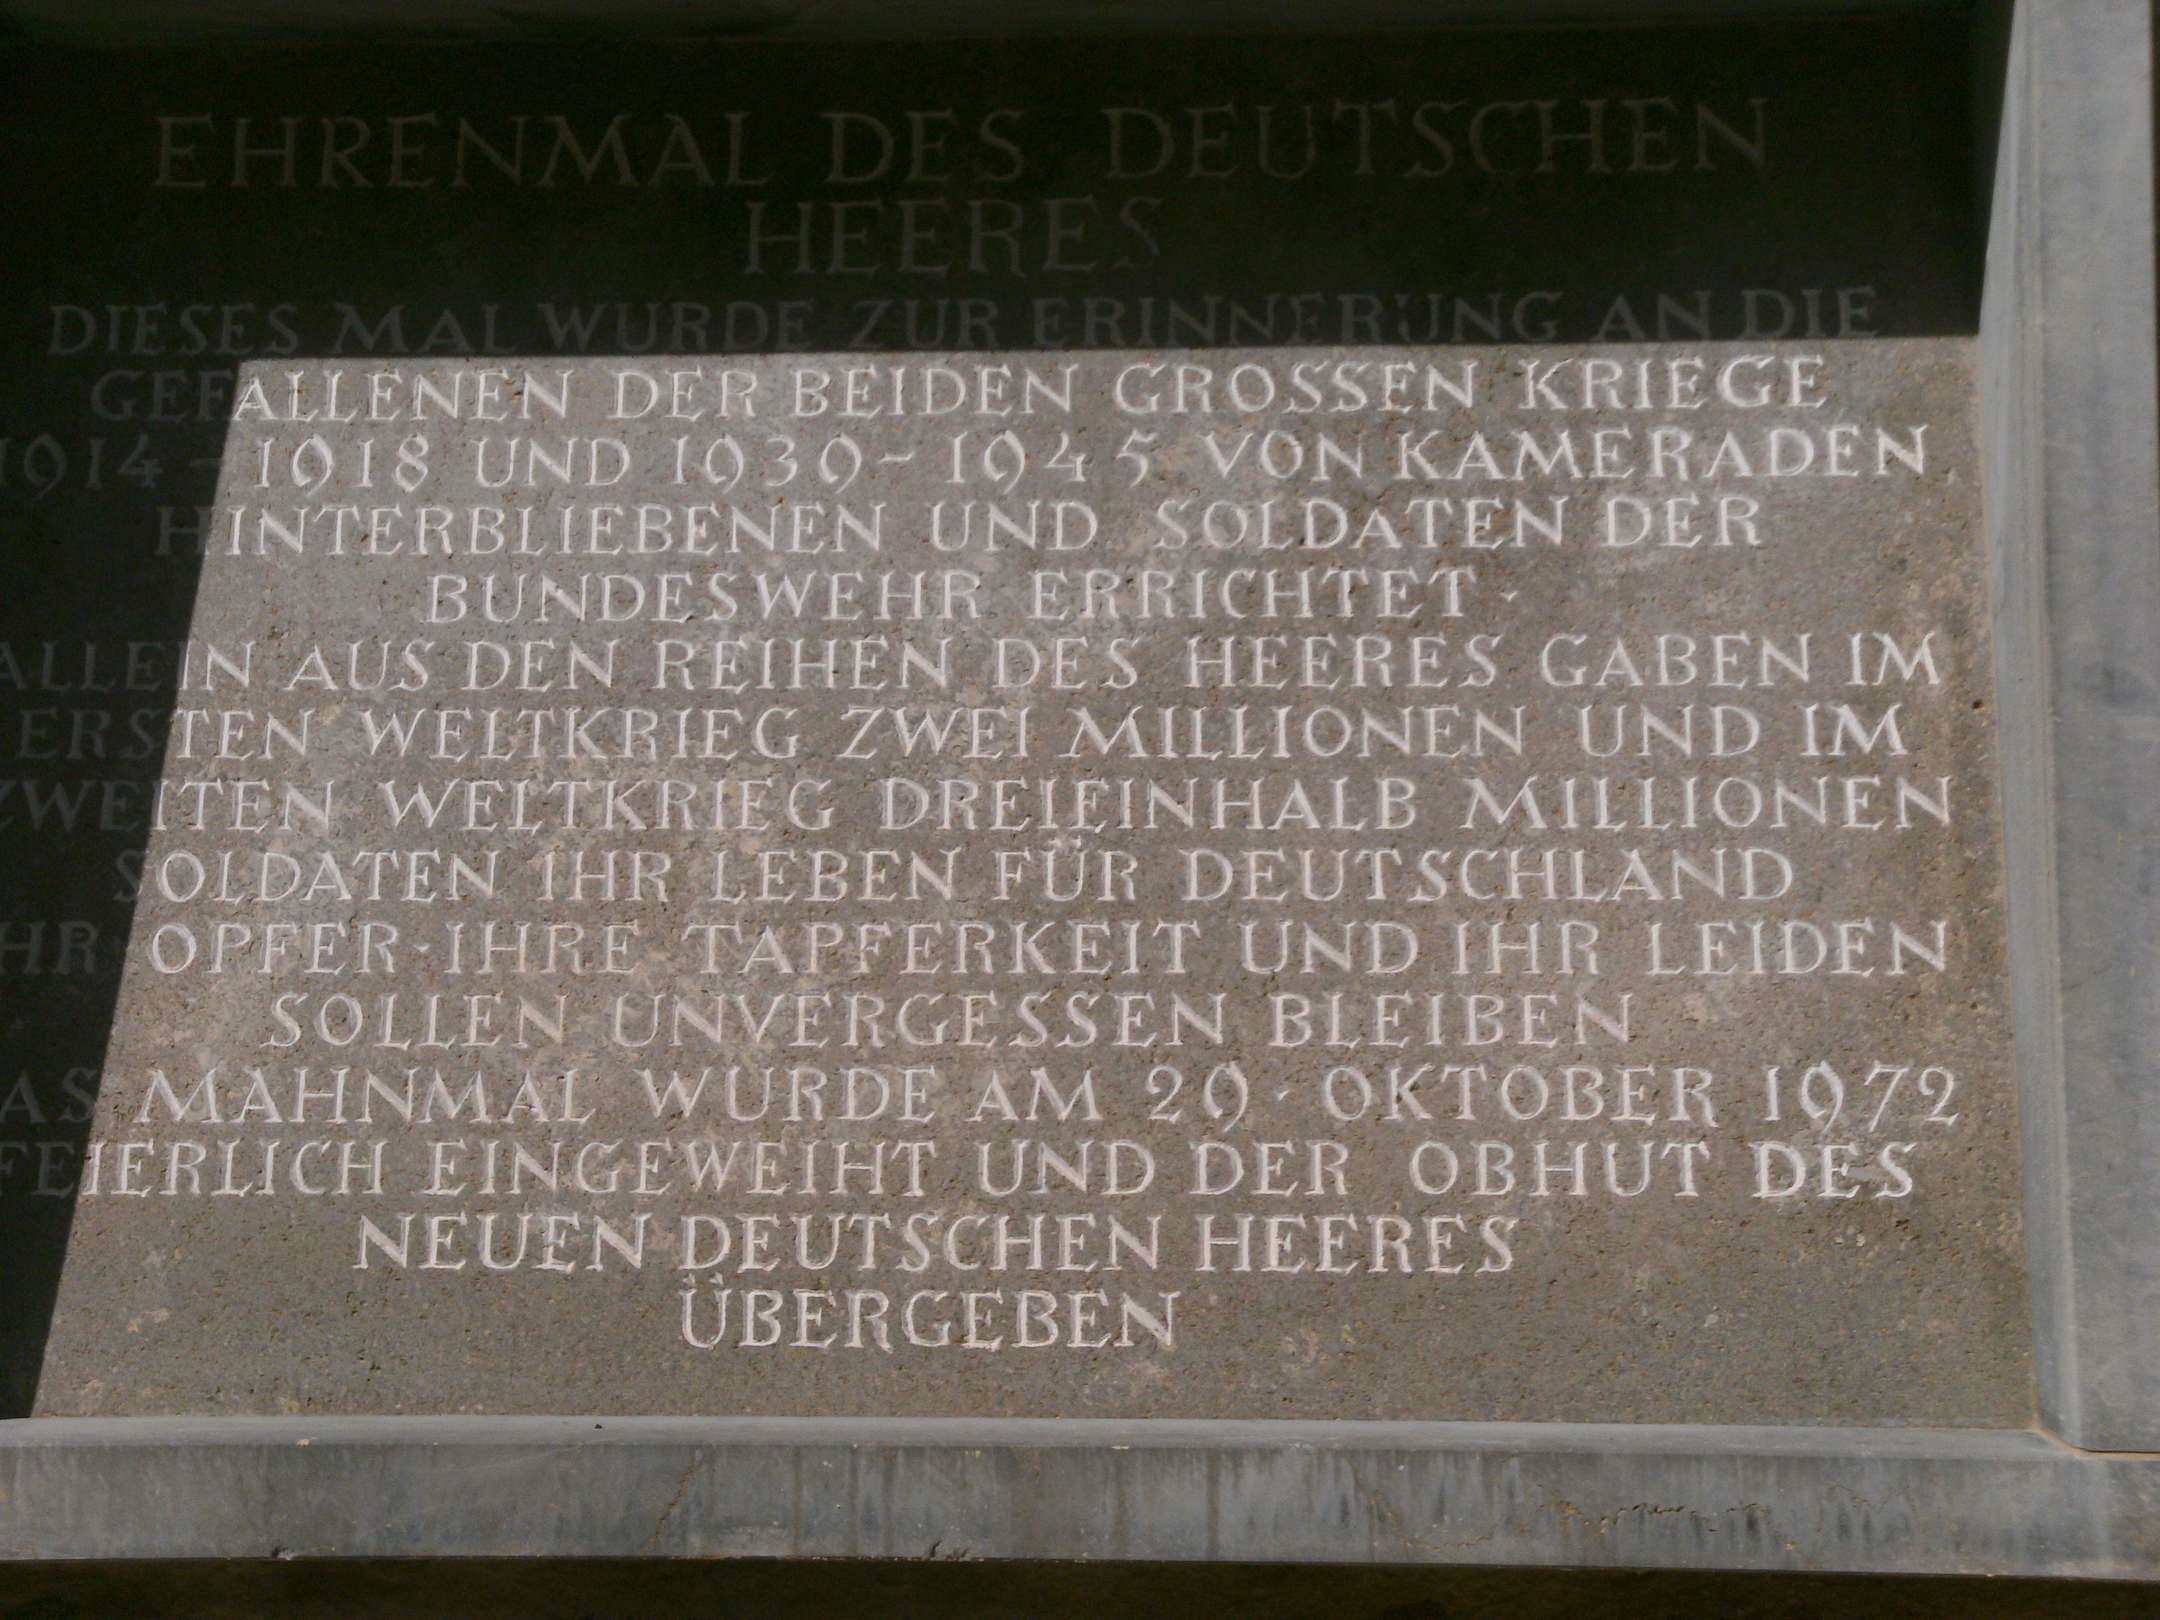 EHRENMAL DES DEUTSCHEN
HEERES
DIESES MAL WURDE ZUR ERINNERUNG AN DIE
GEFALLENEN DER BEIDEN GROSSEN KRIEGE
1914 - 1918 UND 1939 - 1945 VON KAMERADEN
HINTERBLIEBENEN UND SOLDATEN DER
BUNDESWEHR ERRICHTET·
ALLEIN AUS DEN REIHEN DES HEERES GABEN IM
ERSTEN WELTKRIEG ZWEI MILLIONEN UND IM
ZWEITEN WELTKRIEG DREIEINHALB MILLIONEN
SOLDATEN IHR LEBEN FÜR DEUTSCHLAND
OPFER·IHRE TAPFERKEIT UND IHR LEIDEN
SOLLEN UNVERGESSEN BLEIBEN
MAHNMAL WURDE AM 29· OKTOBER 1972
FEIERLICH EINGEWEIHT UND DER OBHUT DES
NEUEN DEUTSCHEN HEERES
ÜBERGEBEN